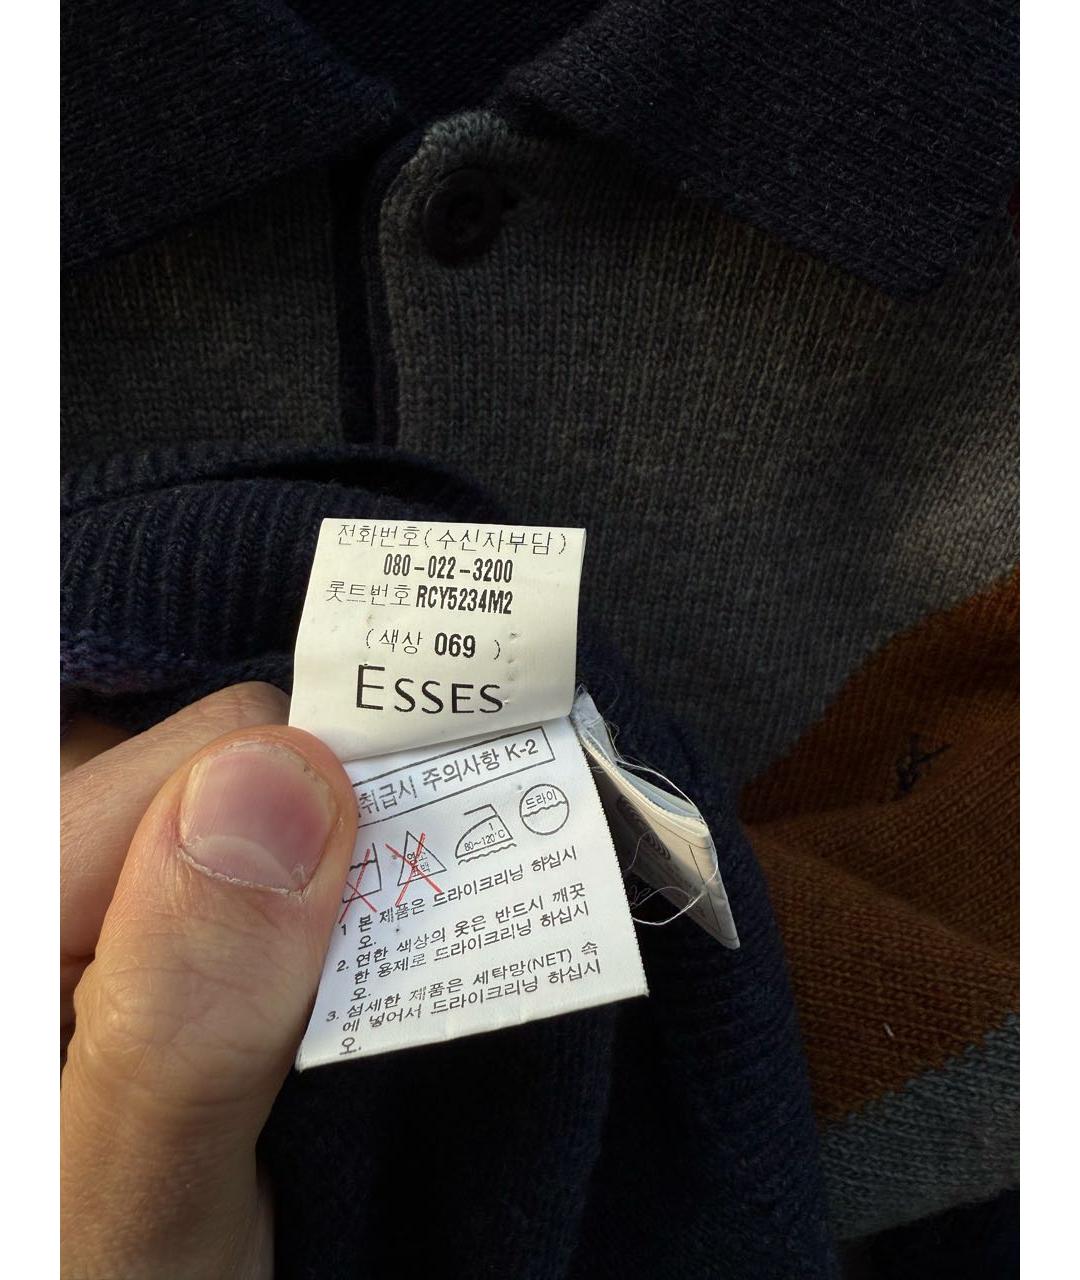 전화번호(수신자부담)
080-022-3200
롯트번호 RCY5234M2
(색상 069 )
ESSES
취급시 주의사항 K-2
드라이
1
80~120℃
염소
표백
1 본 제품은 드라이크리닝 하십시
오.
2. 연한 색상의 옷은 반드시 깨끗
한 용제로 드라이크리닝 하십시
오.
3. 섬세한 제품은 세탁망(NET) 속
에 넣어서 드라이크리닝 하십시
오.